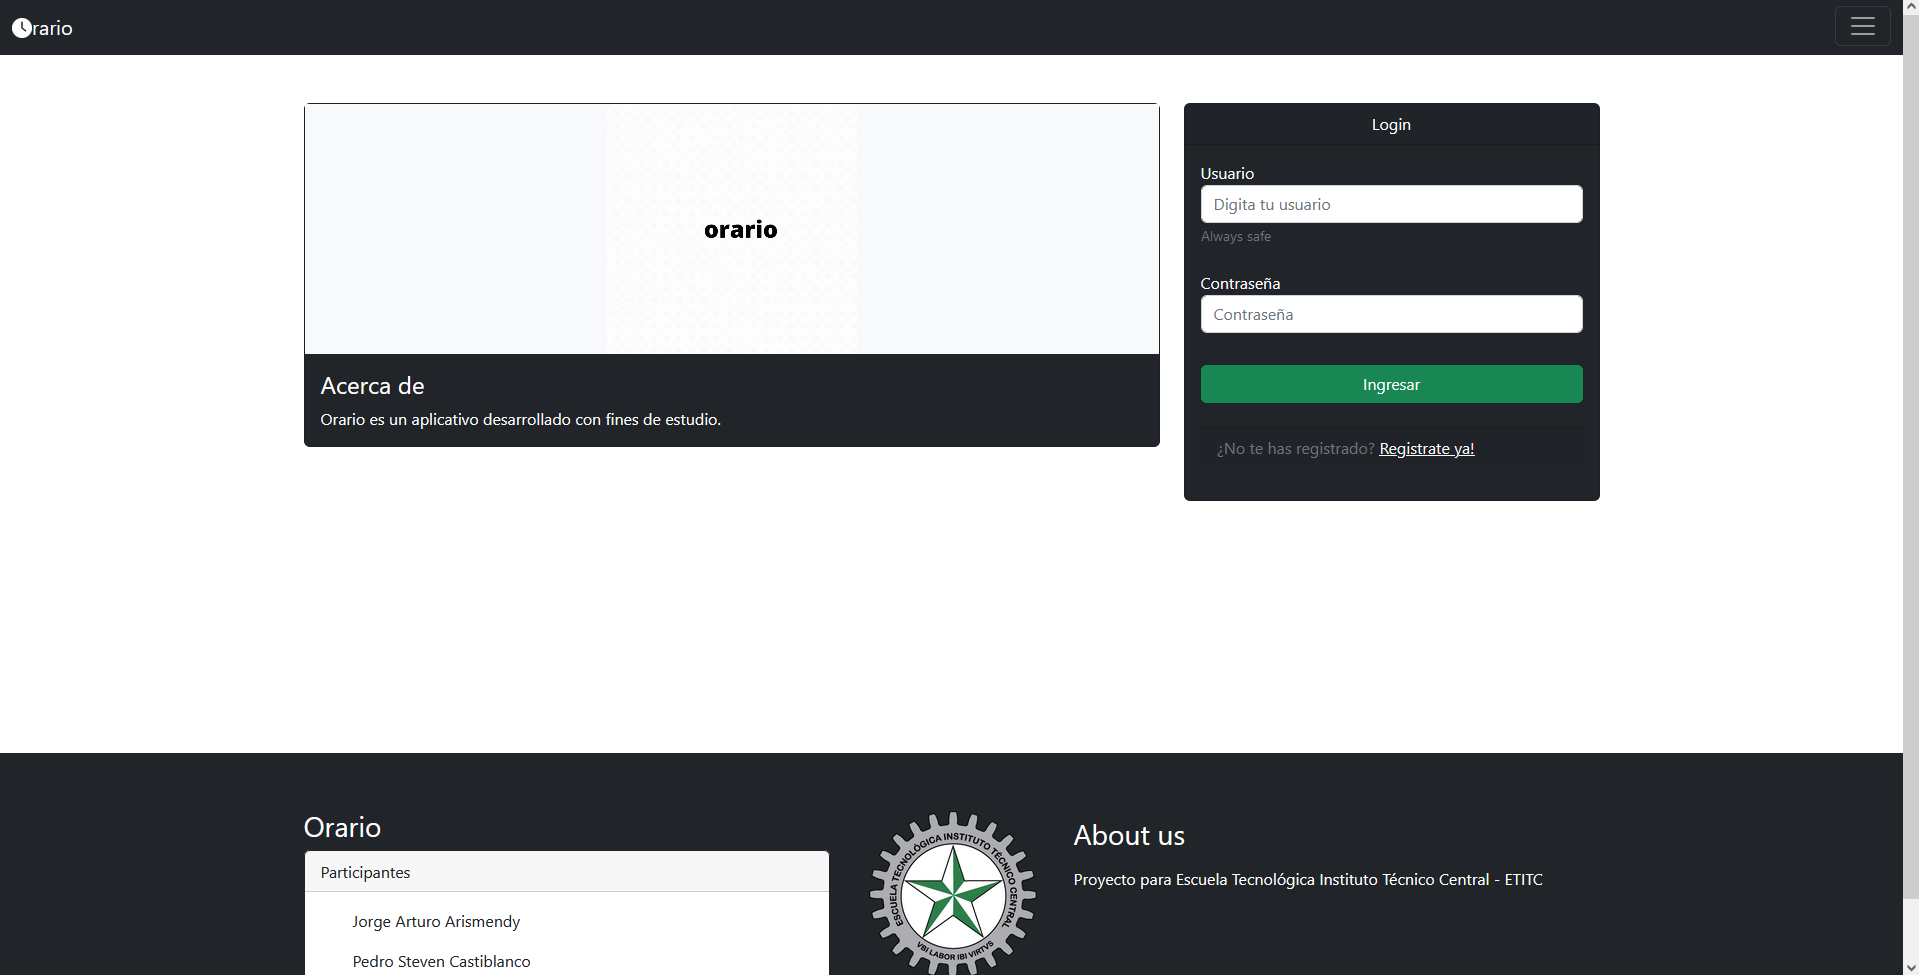 rario
orario
Acerca de
Orario es un aplicativo desarrollado con fines de estudio.
Login
Usuario
Digita tu usuario
Always safe
Contraseña
Contraseña
Ingresar
¿No te has registrado? Registrate ya!
Orario
Participantes
Jorge Arturo Arismendy
Pedro Steven Castiblanco
ESCUELA TECNOLÓGICA INSTITUTO TÉCNICO CENTRAL
VBI LABOR IBI VIRTVS
About us
Proyecto para Escuela Tecnológica Instituto Técnico Central - ETITC